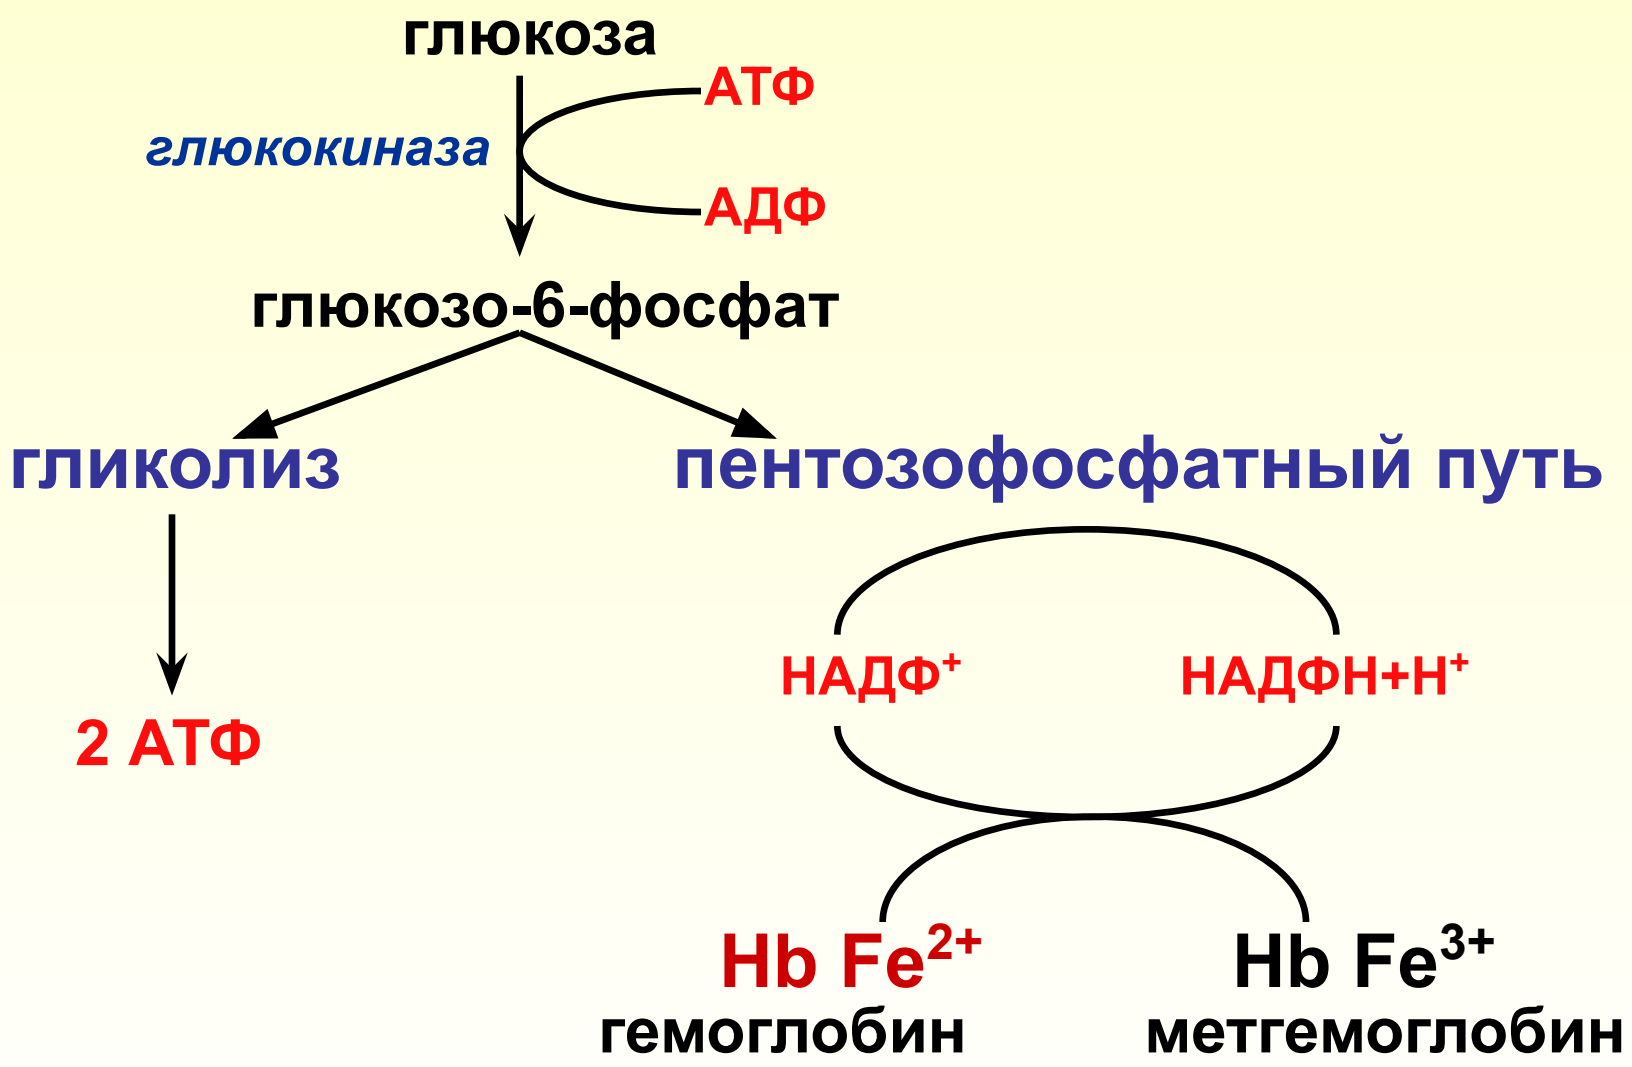 глюкоза
АТФ
глюкокиназа
АДФ
глюкозо-6-фосфат
гликолиз
пентозофосфатный путь
НАДФ⁺
НАДФН+Н⁺
2 АТФ
Hb Fe²⁺
Hb Fe³⁺
гемоглобин
метгемоглобин